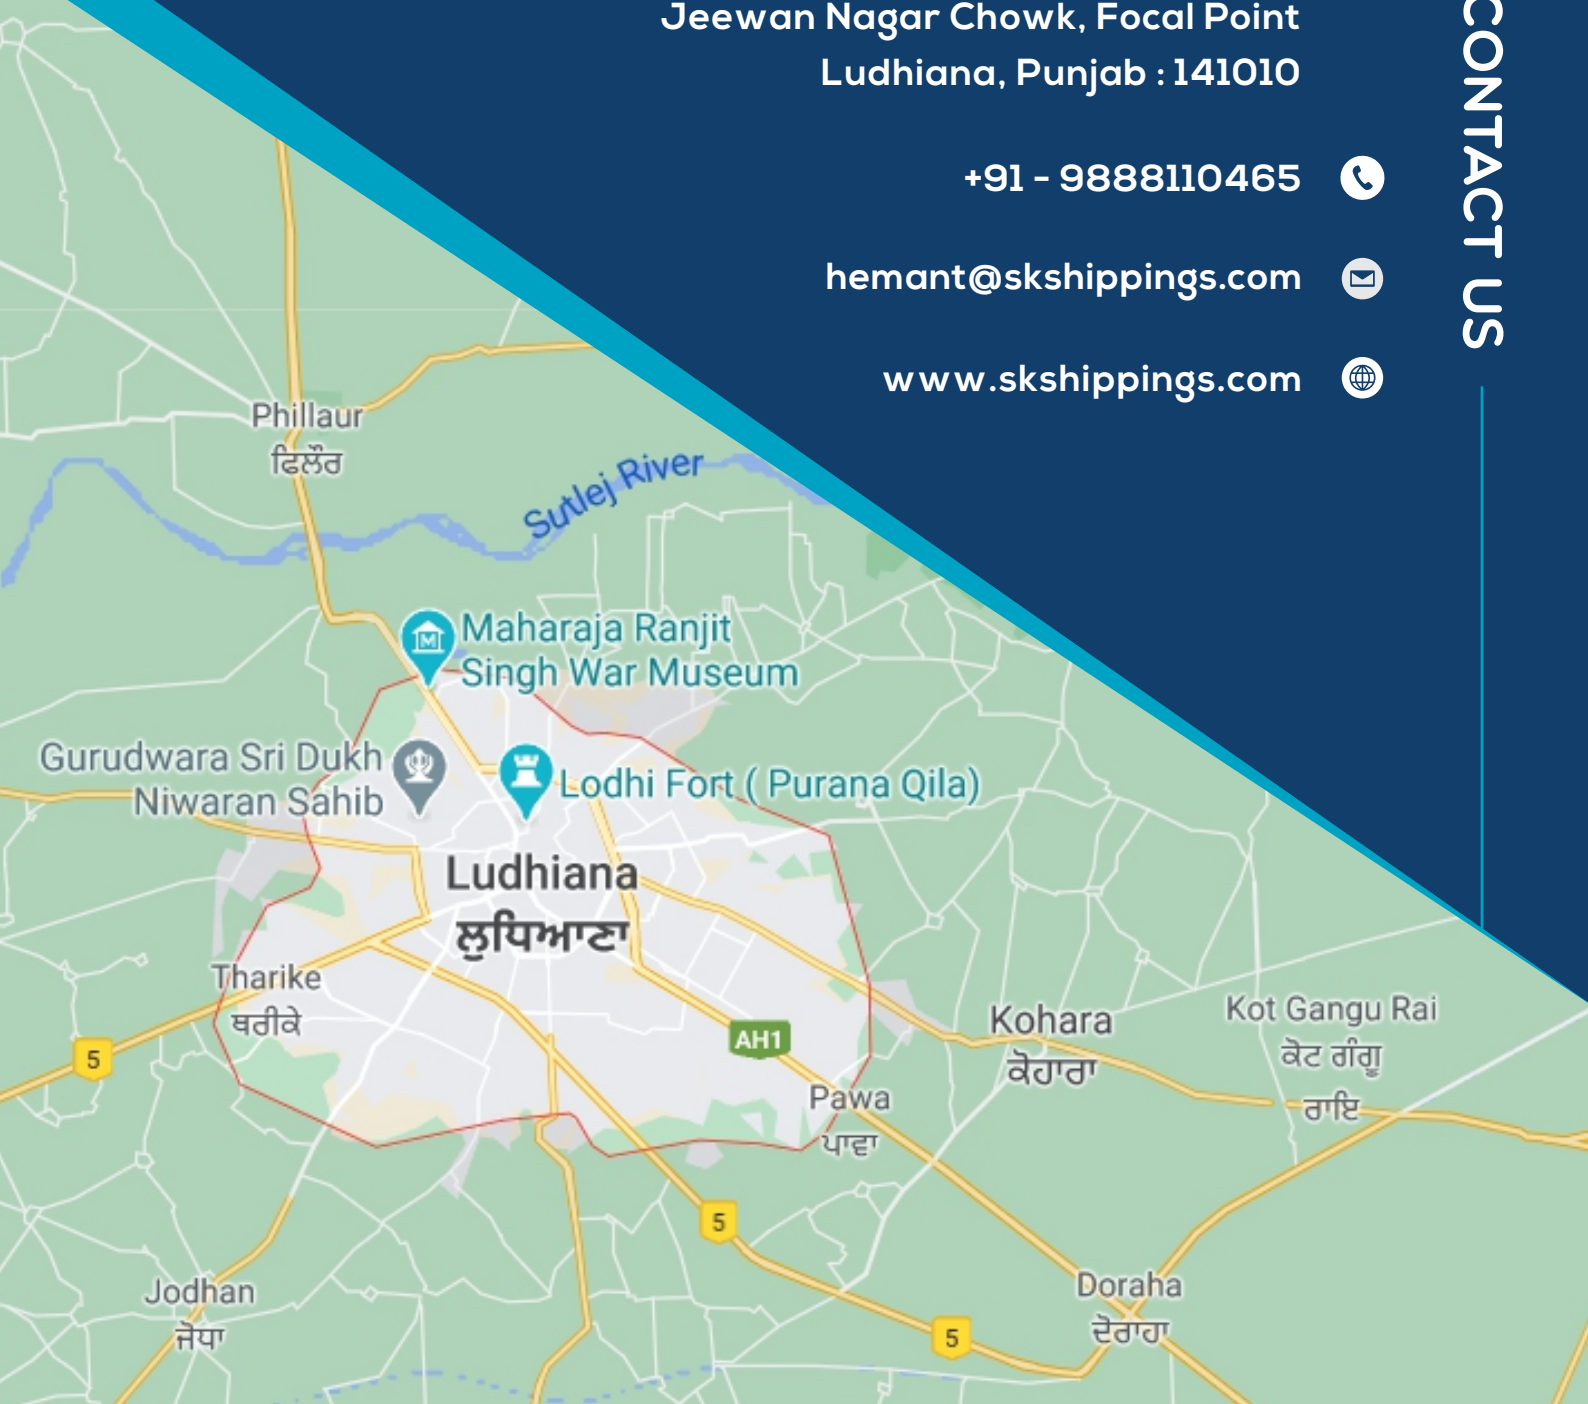 Jeewan Nagar Chowk, Focal Point
Ludhiana, Punjab : 141010
+91 - 9888110465
hemant@skshippings.com
www.skshippings.com
CONTACT US
Phillaur
ਫਿਲੌਰ
Sutlej River
Maharaja Ranjit
Singh War Museum
Gurudwara Sri Dukh
Niwaran Sahib
Lodhi Fort ( Purana Qila)
Ludhiana
ਲੁਧਿਆਣਾ
Tharike
ਥਰੀਕੇ
5
AH1
Kohara
ਕੋਹਾਰਾ
Kot Gangu Rai
ਕੋਟ ਗੰਗੂ
ਰਾਇ
Pawa
ਪਾਵਾ
5
Jodhan
ਜੋਧਾ
Doraha
ਦੋਰਾਹਾ
5